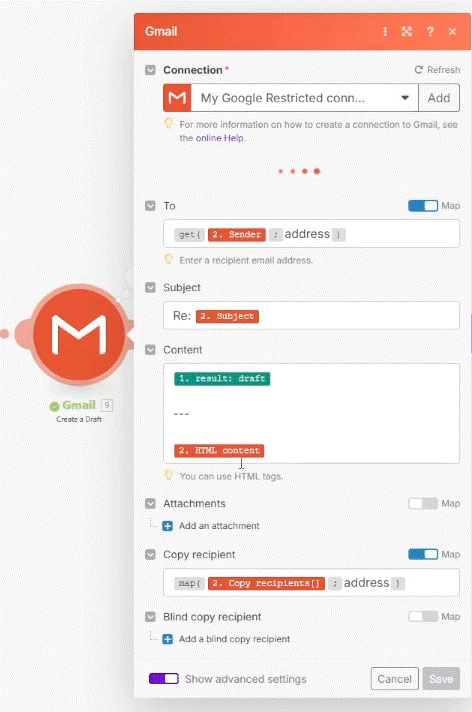 Gmail
Connection*
Refresh
My Google Restricted conn...
Add
For more information on how to create a connection to Gmail, see
the online Help.
To
Map
get( 2. Sender ; address )
Enter a recipient email address.
Subject
Re: 2. Subject
Content
1. result: draft
---
2. HTML content
You can use HTML tags.
Gmail 9
Create a Draft
Attachments
Map
Add an attachment
Copy recipient
Map
map( 2. Copy recipients[] ; address )
Blind copy recipient
Map
Add a blind copy recipient
Show advanced settings
Cancel
Save